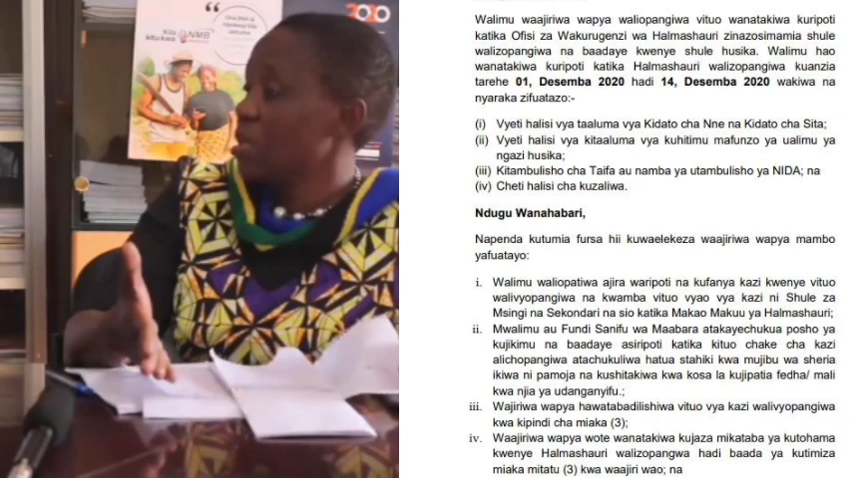 Kila
kitu kwa NMB
2020
Walimu waajiriwa wapya waliopangiwa vituo wanatakiwa kuripoti
katika Ofisi za Wakurugenzi wa Halmashauri zinazosimamia shule
walizopangiwa na baadaye kwenye shule husika. Walimu hao
wanatakiwa kuripoti katika Halmashauri walizopangiwa kuanzia
tarehe 01, Desemba 2020 hadi 14, Desemba 2020 wakiwa na
nyaraka zifuatazo:-
(i) Vyeti halisi vya taaluma vya Kidato cha Nne na Kidato cha Sita;
(ii) Vyeti halisi vya kitaaluma vya kuhitimu mafunzo ya ualimu ya
ngazi husika;
(iii) Kitambulisho cha Taifa au namba ya utambulisho ya NIDA; na
(iv) Cheti halisi cha kuzaliwa.
Ndugu Wanahabari,
Napenda kutumia fursa hii kuwaelekeza waajiriwa wapya mambo
yafuatayo:
i. Walimu waliopatiwa ajira waripoti na kufanya kazi kwenye vituo
walivyopangiwa na kwamba vituo vyao vya kazi ni Shule za
Msingi na Sekondari na sio katika Makao Makuu ya Halmashauri;
ii. Mwalimu au Fundi Sanifu wa Maabara atakayechukua posho ya
kujikimu na baadaye asiripoti katika kituo chake cha kazi
alichopangiwa atachukuliwa hatua stahiki kwa mujibu wa sheria
ikiwa ni pamoja na kushitakiwa kwa kosa la kujipatia fedha/ mali
kwa njia ya udanganyifu.;
iii. Wajiriwa wapya hawatabadilishiwa vituo vya kazi walivyopangiwa
kwa kipindi cha miaka (3);
iv. Waajiriwa wapya wote wanatakiwa kujaza mikataba ya kutohama
kwenye Halmashauri walizopangwa hadi baada ya kutimiza
miaka mitatu (3) kwa waajiri wao; na